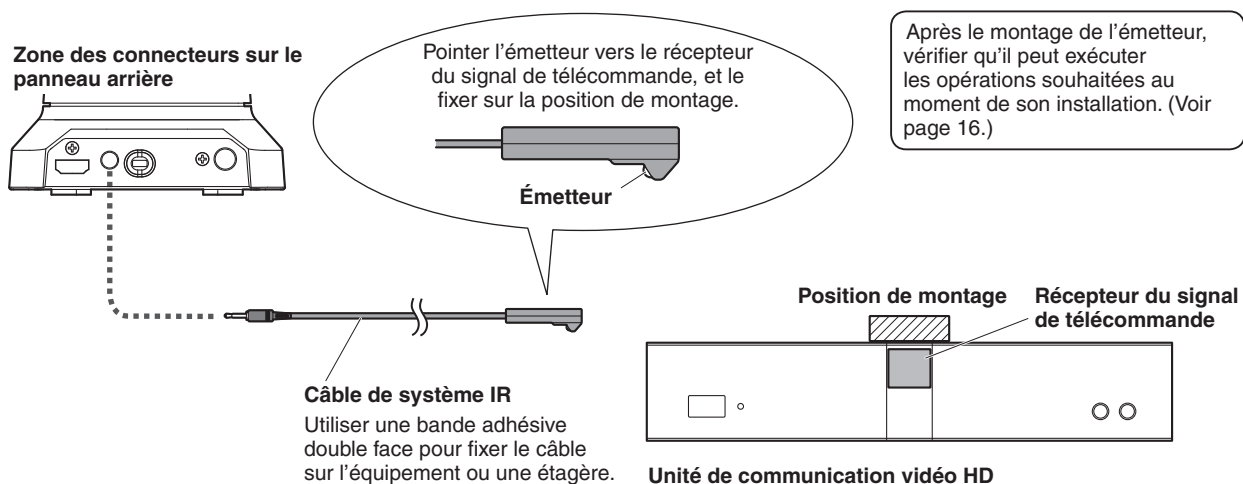 Zone des connecteurs sur le
panneau arrière
Pointer l’émetteur vers le récepteur
du signal de télécommande, et le
fixer sur la position de montage.
Émetteur
Après le montage de l’émetteur,
vérifier qu’il peut exécuter
les opérations souhaitées au
moment de son installation. (Voir
page 16.)
Câble de système IR
Utiliser une bande adhésive
double face pour fixer le câble
sur l’équipement ou une étagère.
Position de montage
Récepteur du signal
de télécommande
Unité de communication vidéo HD